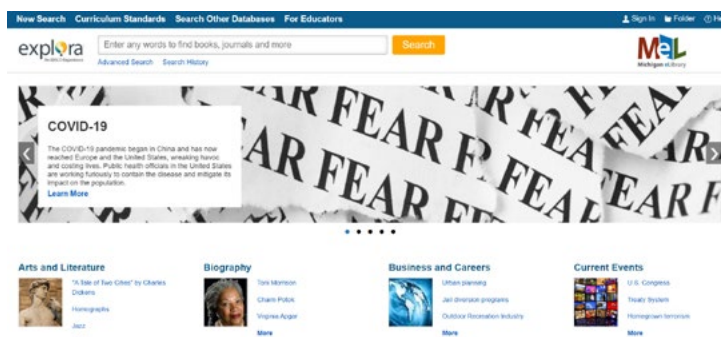 New Search Curriculum Standards Search Other Databases For Educators
Sign In Folder
explora
Enter any words to find books, journals and more
Search
Advanced Search Search History
MeL
Michigan eLibrary
FEAR FEAR FEAR FEAR
COVID-19
The COVID-19 pandemic began in China and has now
reached Europe and the United States, wreaking havoc
and costing lives. Public health officials in the United States
are working furiously to contain the disease and mitigate its
impact on the population.
Learn More
Arts and Literature
"A Tale of Two Cities" by Charles
Dickens
Homographs
Jazz
Biography
Toni Morrison
Chaim Potok
Virginia Apgar
More
Business and Careers
Urban planning
Jail diversion programs
Outdoor Recreation Industry
More
Current Events
U.S. Congress
Treaty System
Homegrown terrorism
More